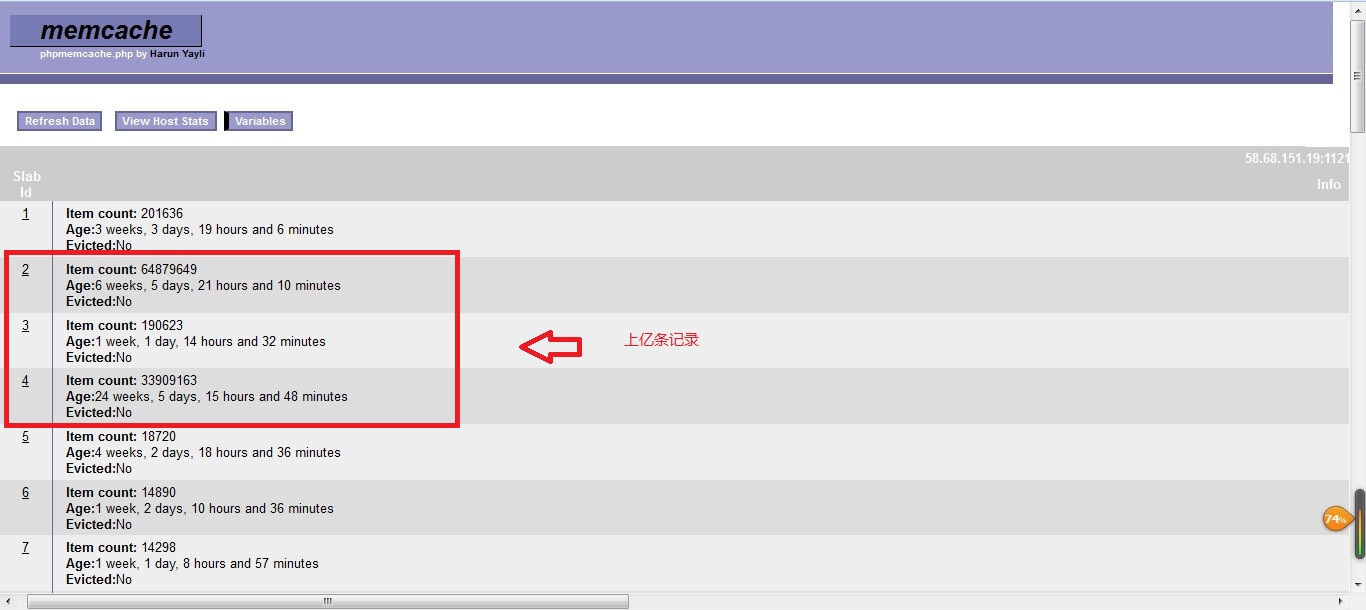 memcache
phpmemcache.php by Harun Yayli
Refresh Data
View Host Stats
Variables
58.68.151.19:1121
Slab Id
Info
1
Item count: 201636
Age:3 weeks, 3 days, 19 hours and 6 minutes
Evicted:No
2
Item count: 64879649
Age:6 weeks, 5 days, 21 hours and 10 minutes
Evicted:No
3
Item count: 190623
Age:1 week, 1 day, 14 hours and 32 minutes
Evicted:No
上亿条记录
4
Item count: 33909163
Age:24 weeks, 5 days, 15 hours and 48 minutes
Evicted:No
5
Item count: 18720
Age:4 weeks, 2 days, 18 hours and 36 minutes
Evicted:No
6
Item count: 14890
Age:1 week, 2 days, 10 hours and 36 minutes
Evicted:No
74%
7
Item count: 14298
Age:1 week, 1 day, 8 hours and 57 minutes
Evicted:No